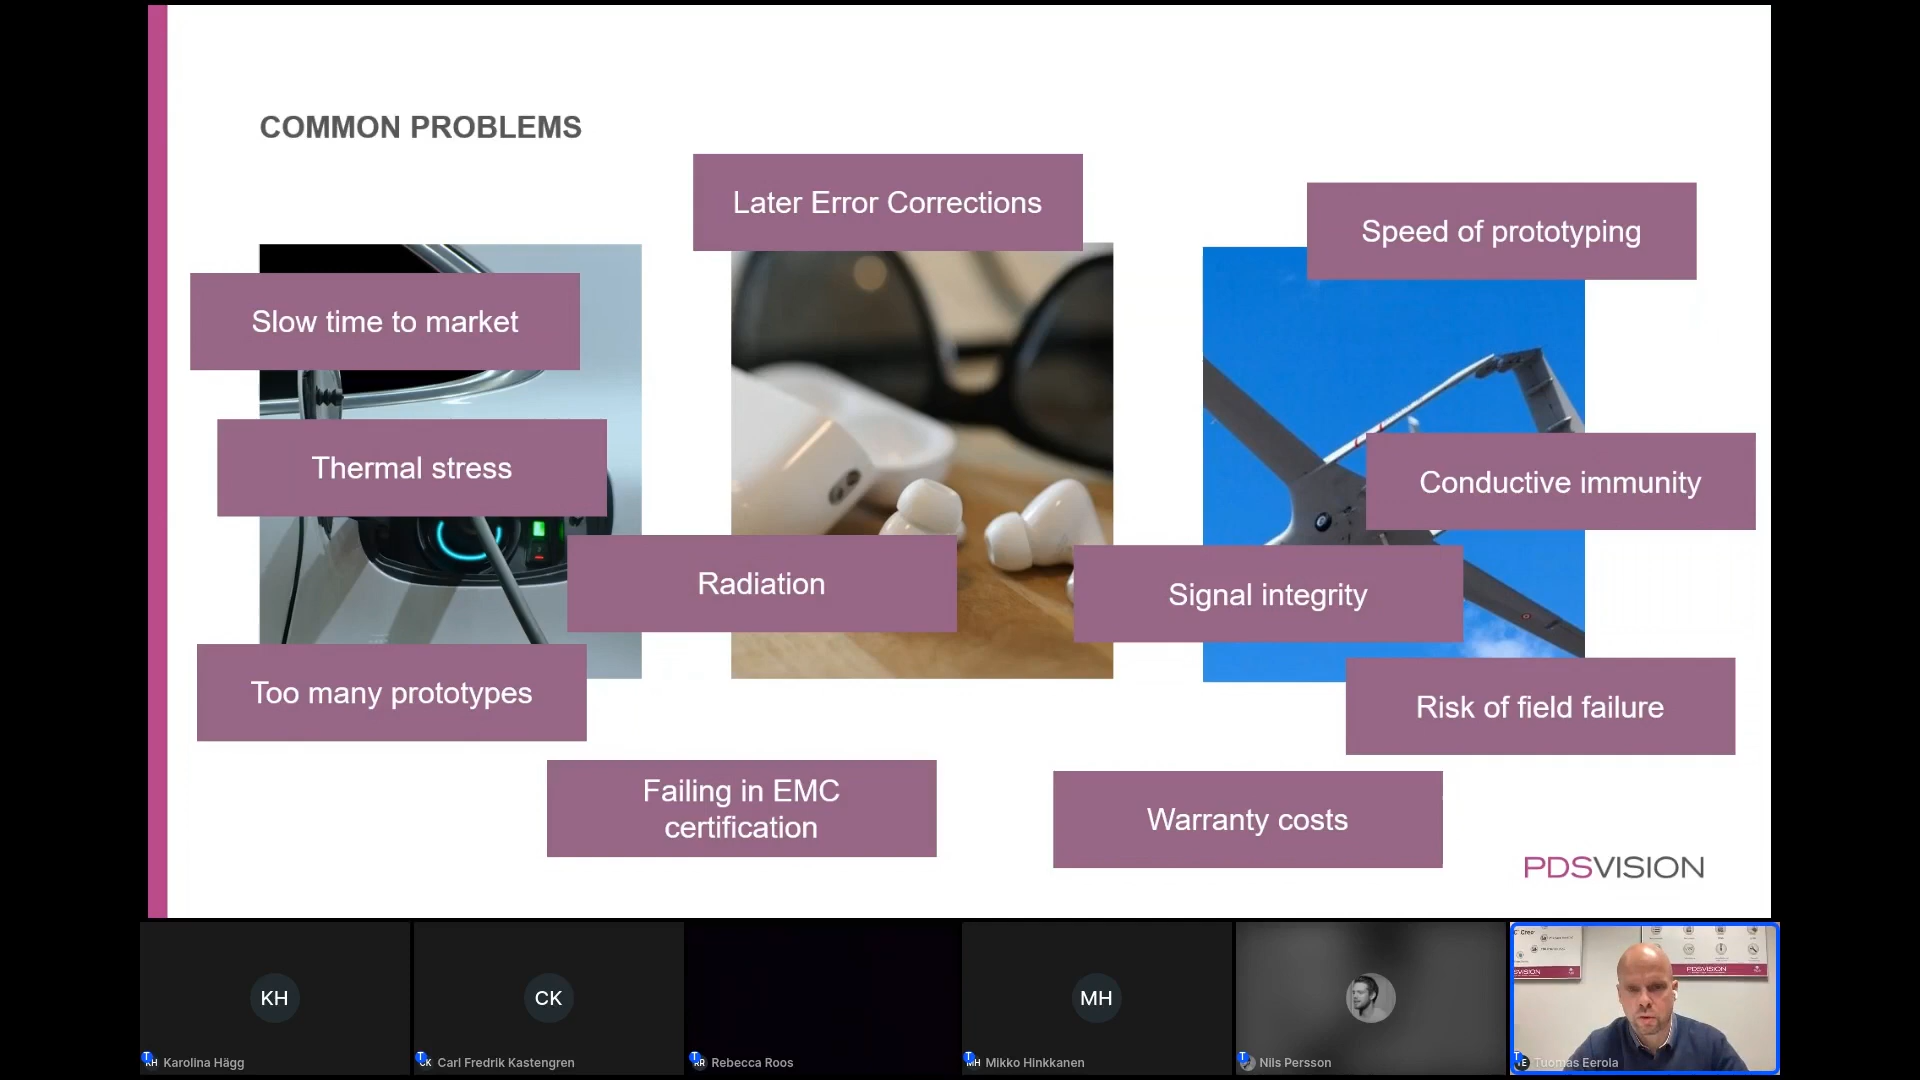 COMMON PROBLEMS
Later Error Corrections
Speed of prototyping
Slow time to market
Thermal stress
Conductive immunity
Radiation
Signal integrity
Too many prototypes
Risk of field failure
Failing in EMC
certification
Warranty costs
PDSVISION
KH
CK
MH
T
KH Karolina Hägg
T
CK Carl Fredrik Kastengren
T
RR Rebecca Roos
T
MH Mikko Hinkkanen
T
Nils Persson
PDSVISION
T
TE Tuomas Eerola